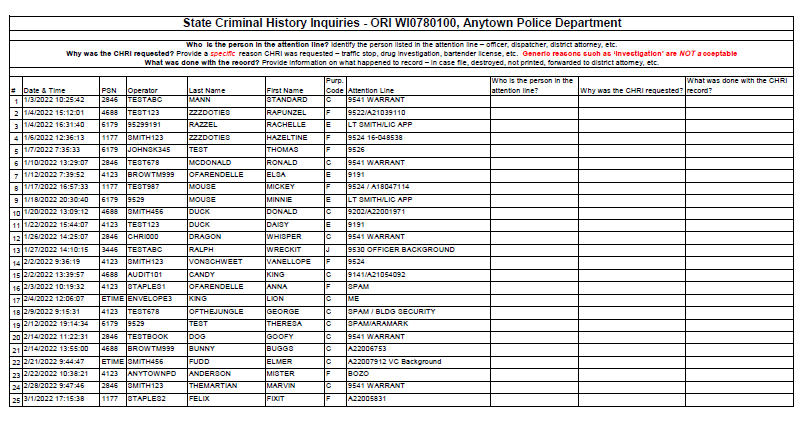 State Criminal History Inquiries - ORI WI0780100, Anytown Police Department
Who is the person in the attention line? Identify the person listed in the attention line – officer, dispatcher, district attorney, etc.
Why was the CHRI requested? Provide a specific reason CHRI was requested – traffic stop, drug investigation, bartender license, etc. Generic reasons such as 'Investigation' are NOT acceptable
What was done with the record? Provide information on what happened to record – in case file, destroyed, not printed, forwarded to district attorney, etc.
# Date & Time PSN Operator Last Name First Name Purp. Code Attention Line Who is the person in the attention line? Why was the CHRI requested? What was done with the CHRI record?
1 1/3/2022 10:25:42 2846 TESTABC MANN STANDARD C 9541 WARRANT
2 1/4/2022 15:12:01 4688 TEST123 ZZZDOTIES RAPUNZEL F 9522/A21039110
3 1/4/2022 16:31:40 6179 95299191 RAZZEL RACHELLE E LT SMITH/LIC APP
4 1/6/2022 12:36:13 1177 SMITH123 ZZZDOTIES HAZELTINE F 9524 16-048538
5 1/7/2022 7:35:33 6179 JOHNSK345 TEST THOMAS F 9526
6 1/10/2022 13:29:07 2846 TEST678 MCDONALD RONALD C 9541 WARRANT
7 1/12/2022 7:39:52 4123 BROWTM999 OFARENDELLE ELSA E 9191
8 1/17/2022 16:57:33 1177 TEST987 MOUSE MICKEY F 9524 / A18047114
9 1/18/2022 20:30:40 6179 9529 MOUSE MINNIE E LT SMITH/LIC APP
10 1/20/2022 13:09:12 4688 SMITH456 DUCK DONALD C 9202/A22001971
11 1/22/2022 15:44:07 4123 TEST123 DUCK DAISY E 9191
12 1/26/2022 14:25:07 2846 CHRI000 DRAGON WHISPER C 9541 WARRANT
13 1/27/2022 14:10:15 3446 TESTABC RALPH WRECKIT J 9530 OFFICER BACKGROUND
14 2/2/2022 9:36:19 4123 SMITH123 VONSCHWEET VANELLOPE F 9524
15 2/2/2022 13:39:57 4688 AUDIT101 CANDY KING C 9141/A21054092
16 2/3/2022 10:19:32 4123 STAPLES1 OFARENDELLE ANNA F SPAM
17 2/4/2022 12:06:07 ETIME ENVELOPE3 KING LION C ME
18 2/9/2022 9:15:31 4123 TEST678 OFTHEJUNGLE GEORGE C SPAM / BLDG SECURITY
19 2/12/2022 19:14:34 6179 9529 TEST THERESA C SPAM/ARAMARK
20 2/14/2022 11:22:31 2846 TESTBOOK DOG GOOFY C 9541 WARRANT
21 2/14/2022 13:55:00 4688 BROWTM999 BUNNY BUGGS C A22006753
22 2/21/2022 9:44:47 ETIME SMITH456 FUDD ELMER C A22007912 VC Background
23 2/22/2022 10:38:21 4123 ANYTOWNPD ANDERSON MISTER F BOZO
24 2/28/2022 9:47:46 2846 SMITH123 THEMARTIAN MARVIN C 9541 WARRANT
25 3/1/2022 17:15:38 1177 STAPLES2 FELIX FIXIT F A22005831